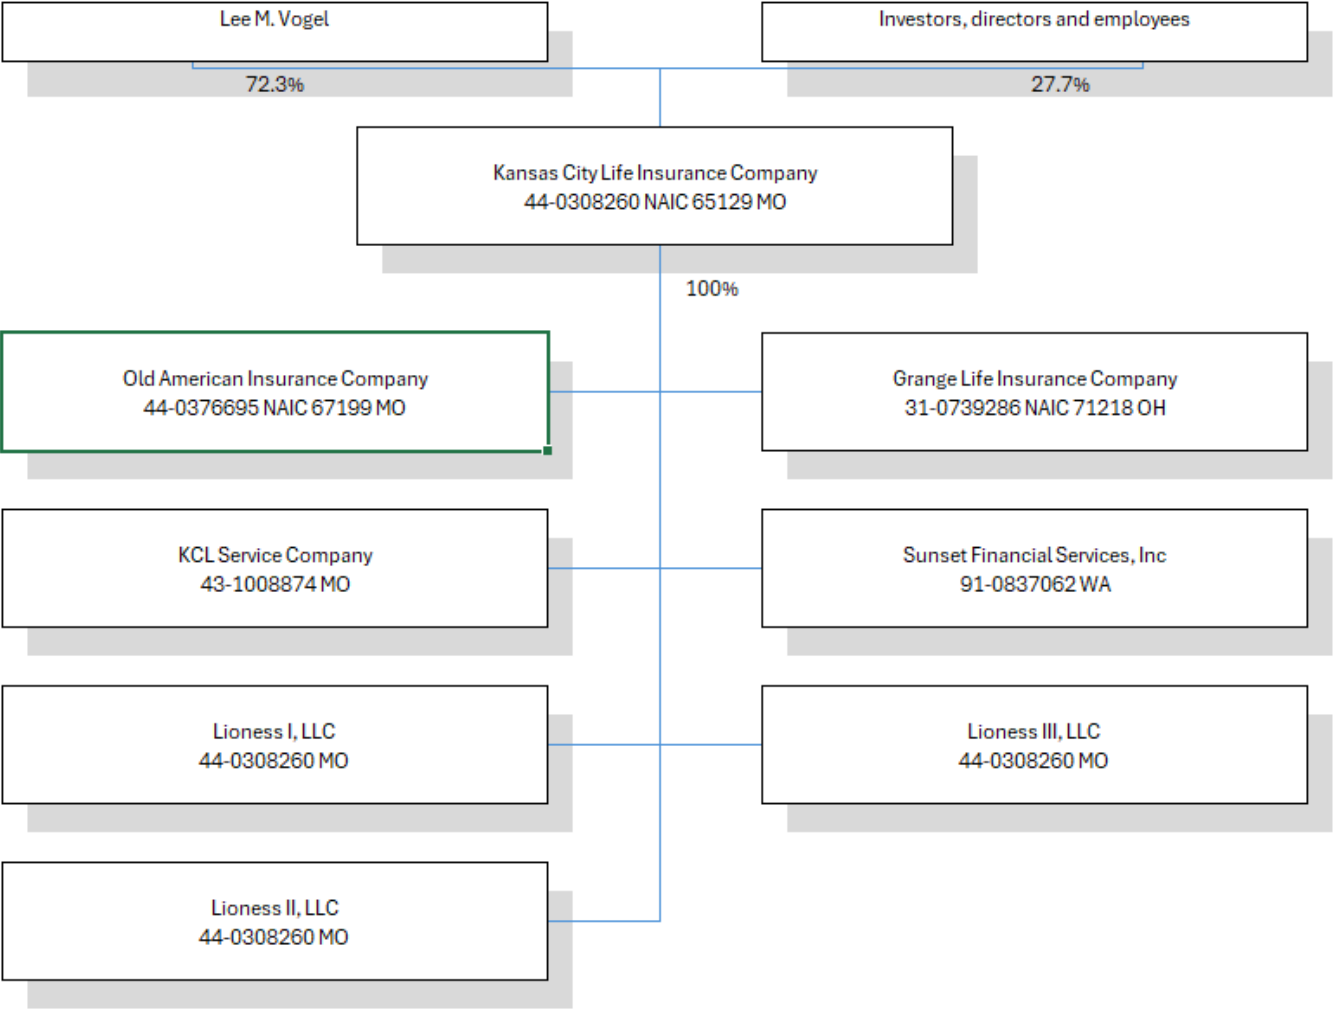 Lee M. Vogel
Investors, directors and employees
72.3%
27.7%
Kansas City Life Insurance Company
44-0308260 NAIC 65129 MO
100%
Old American Insurance Company
44-0376695 NAIC 67199 MO
Grange Life Insurance Company
31-0739286 NAIC 71218 OH
KCL Service Company
43-1008874 MO
Sunset Financial Services, Inc
91-0837062 WA
Lioness I, LLC
44-0308260 MO
Lioness III, LLC
44-0308260 MO
Lioness II, LLC
44-0308260 MO